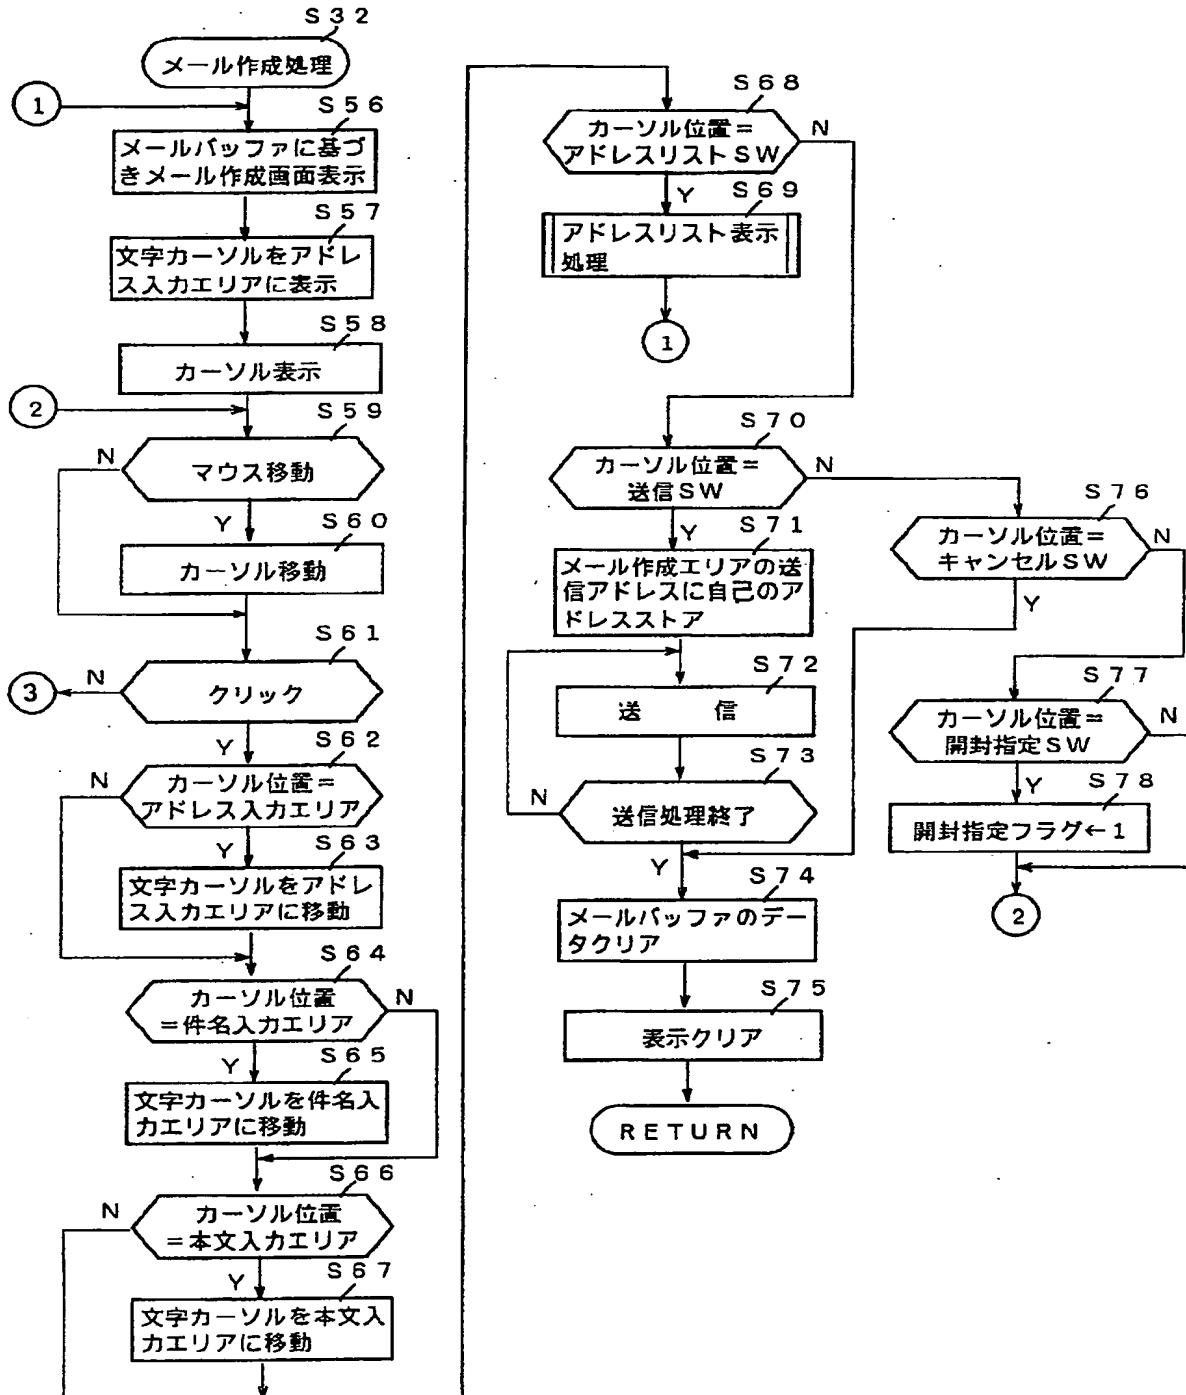 S32
メール作成処理
1
S56
メールバッファに基づ
きメール作成画面表示
S57
文字カーソルをアドレ
ス入力エリアに表示
S58
カーソル表示
2
S59
マウス移動
N
Y
S60
カーソル移動
S61
クリック
N
3
Y
S62
カーソル位置=
アドレス入力エリア
N
Y
S63
文字カーソルをアドレ
ス入力エリアに移動
S64
カーソル位置
=件名入力エリア
N
Y
S65
文字カーソルを件名入
力エリアに移動
S66
カーソル位置
=本文入力エリア
N
Y
S67
文字カーソルを本文入
力エリアに移動
S68
カーソル位置=
アドレスリストSW
N
Y
S69
アドレスリスト表示
処理
1
S70
カーソル位置=
送信SW
N
Y
S71
メール作成エリアの送
信アドレスに自己のア
ドレスストア
S72
送 信
S73
送信処理終了
N
Y
S74
メールバッファのデー
タクリア
S75
表示クリア
RETURN
S76
カーソル位置=
キャンセルSW
N
Y
S77
カーソル位置=
開封指定SW
N
Y
S78
開封指定フラグ←1
2